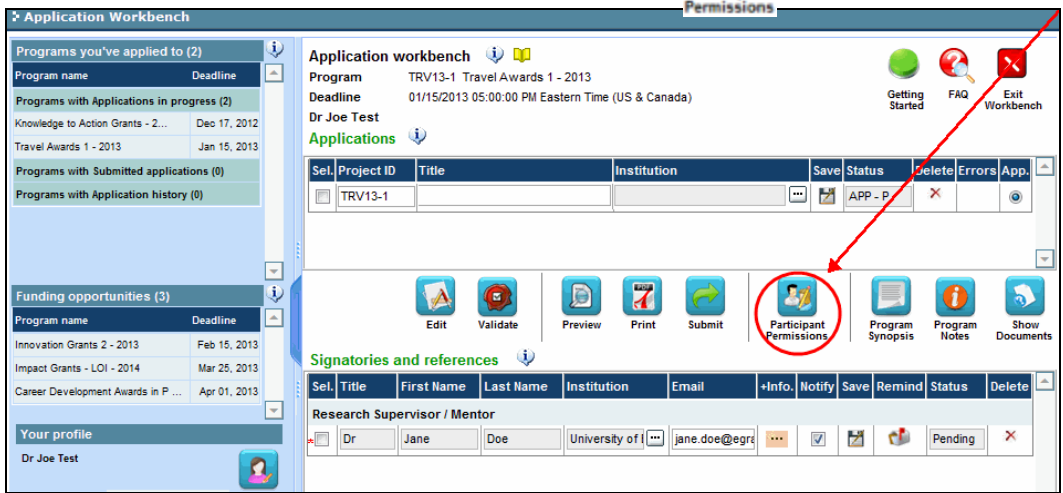 Permissions
Application Workbench
Programs you've applied to (2)
Program name Deadline
Programs with Applications in progress (2)
Knowledge to Action Grants - 2... Dec 17, 2012
Travel Awards 1 - 2013 Jan 15, 2013
Programs with Submitted applications (0)
Programs with Application history (0)
Funding opportunities (3)
Program name Deadline
Innovation Grants 2 - 2013 Feb 15, 2013
Impact Grants - LOI - 2014 Mar 25, 2013
Career Development Awards in P ... Apr 01, 2013
Your profile
Dr Joe Test
Application workbench
Program TRV13-1 Travel Awards 1 - 2013
Deadline 01/15/2013 05:00:00 PM Eastern Time (US & Canada)
Dr Joe Test
Applications
Getting Started
FAQ
Exit Workbench
Sel. Project ID Title Institution Save Status Delete Errors App.
TRV13-1 ... APP - P
Edit Validate Preview Print Submit Participant Permissions Program Synopsis Program Notes Show Documents
Signatories and references
Sel. Title First Name Last Name Institution Email +Info. Notify Save Remind Status Delete
Research Supervisor / Mentor
* Dr Jane Doe University of ... jane.doe@egra ... Pending